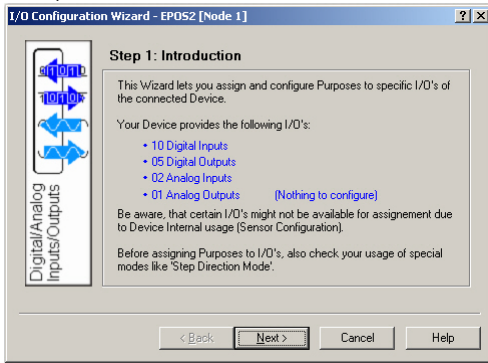 I/O Configuration Wizard - EPOS2 [Node 1]
Step 1: Introduction
This Wizard lets you assign and configure Purposes to specific I/O's of
the connected Device.
Your Device provides the following I/O's:
• 10 Digital Inputs
• 05 Digital Outputs
• 02 Analog Inputs
• 01 Analog Outputs (Nothing to configure)
Be aware, that certain I/O's might not be available for assignement due
to Device Internal usage (Sensor Configuration).
Before assigning Purposes to I/O's, also check your usage of special
modes like 'Step Direction Mode'.
Digital/Analog
Inputs/Outputs
< Back
Next >
Cancel
Help